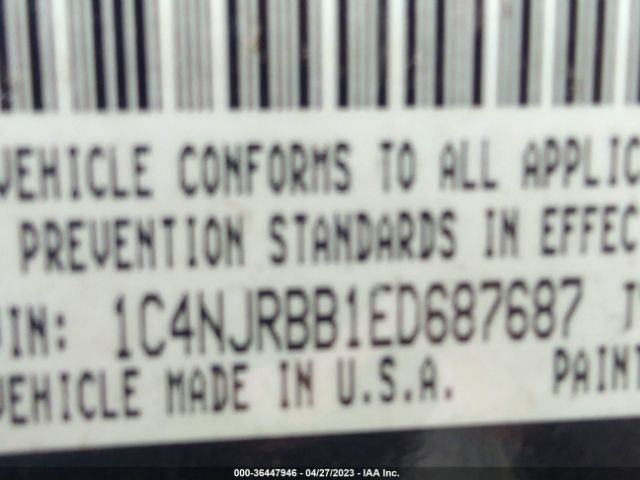 VEHICLE CONFORMS TO ALL APPLIC
PREVENTION STANDARDS IN EFFEC
VIN: 1C4NJRBB1ED687687 T
VEHICLE MADE IN U.S.A. PAINT
000-36447946 - 04/27/2023 - IAA Inc.